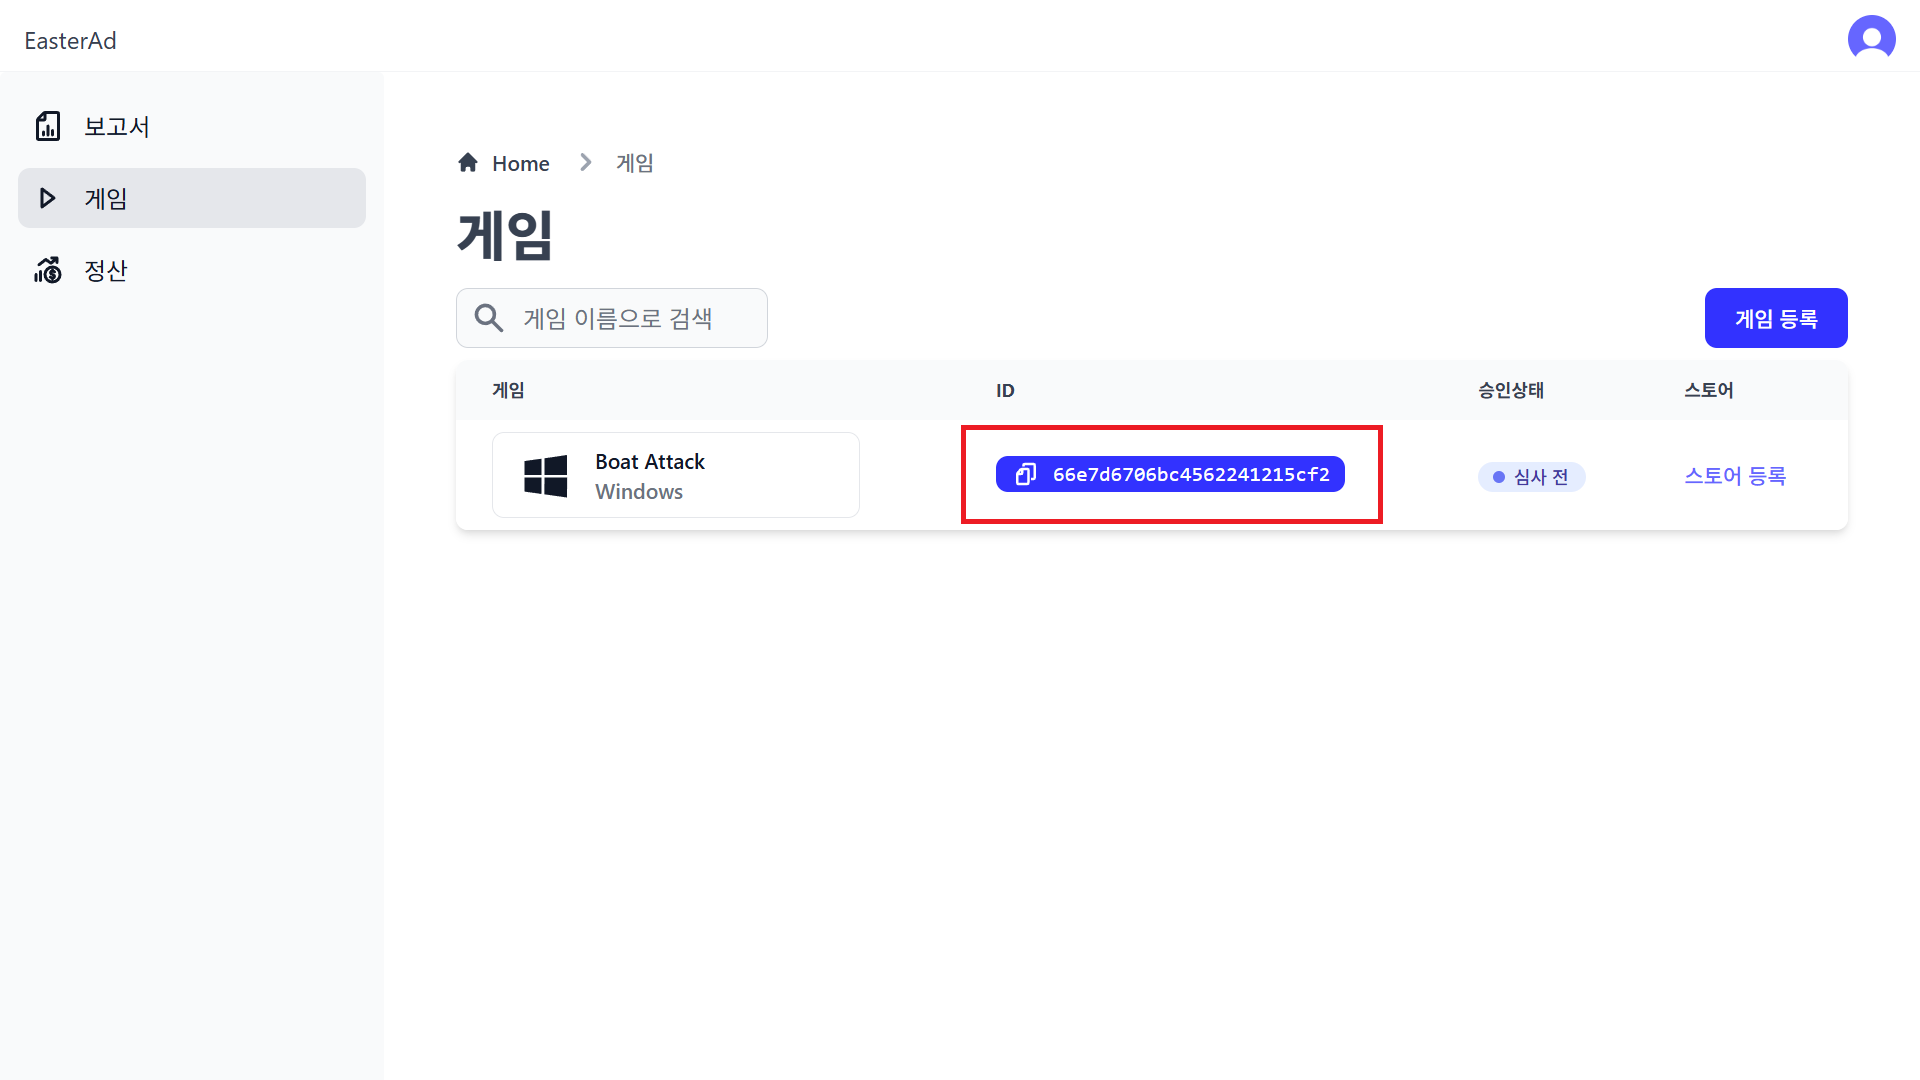 EasterAd
보고서
게임
정산
Home
게임
게임
게임 이름으로 검색
게임 등록
게임 ID 승인상태 스토어
Boat Attack
Windows
66e7d6706bc4562241215cf2
심사 전
스토어 등록